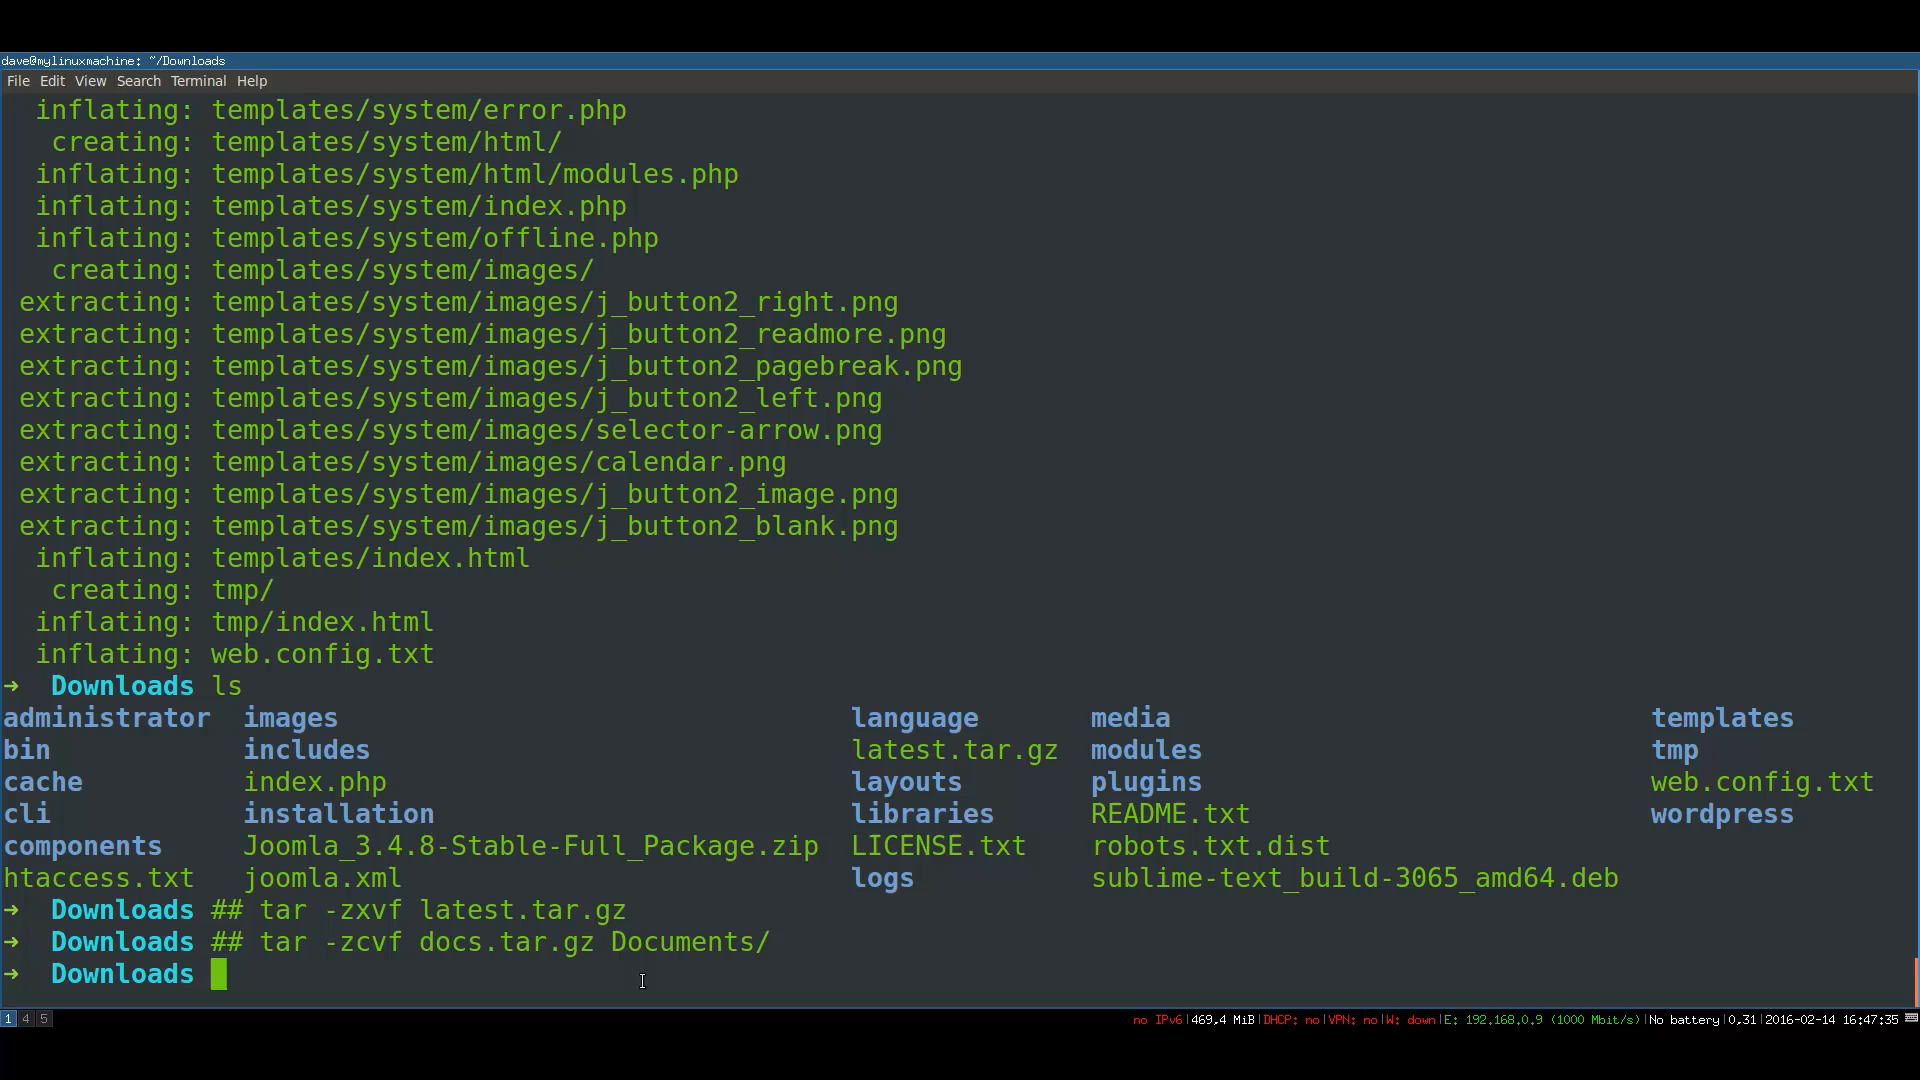 dave@mylinuxmachine: ~/Downloads
File Edit View Search Terminal Help
inflating: templates/system/error.php
creating: templates/system/html/
inflating: templates/system/html/modules.php
inflating: templates/system/index.php
inflating: templates/system/offline.php
creating: templates/system/images/
extracting: templates/system/images/j_button2_right.png
extracting: templates/system/images/j_button2_readmore.png
extracting: templates/system/images/j_button2_pagebreak.png
extracting: templates/system/images/j_button2_left.png
extracting: templates/system/images/selector-arrow.png
extracting: templates/system/images/calendar.png
extracting: templates/system/images/j_button2_image.png
extracting: templates/system/images/j_button2_blank.png
inflating: templates/index.html
creating: tmp/
inflating: tmp/index.html
inflating: web.config.txt
→ Downloads ls
administrator images language media templates
bin includes latest.tar.gz modules tmp
cache index.php layouts plugins web.config.txt
cli installation libraries README.txt wordpress
components Joomla_3.4.8-Stable-Full_Package.zip LICENSE.txt robots.txt.dist
htaccess.txt joomla.xml logs sublime-text_build-3065_amd64.deb
→ Downloads ## tar -zxvf latest.tar.gz
→ Downloads ## tar -zcvf docs.tar.gz Documents/
→ Downloads
1 4 5 no IPv6|469,4 MiB|DHCP: no|VPN: no|W: down|E: 192.168.0.9 (1000 Mbit/s)|No battery|0,31|2016-02-14 16:47:35